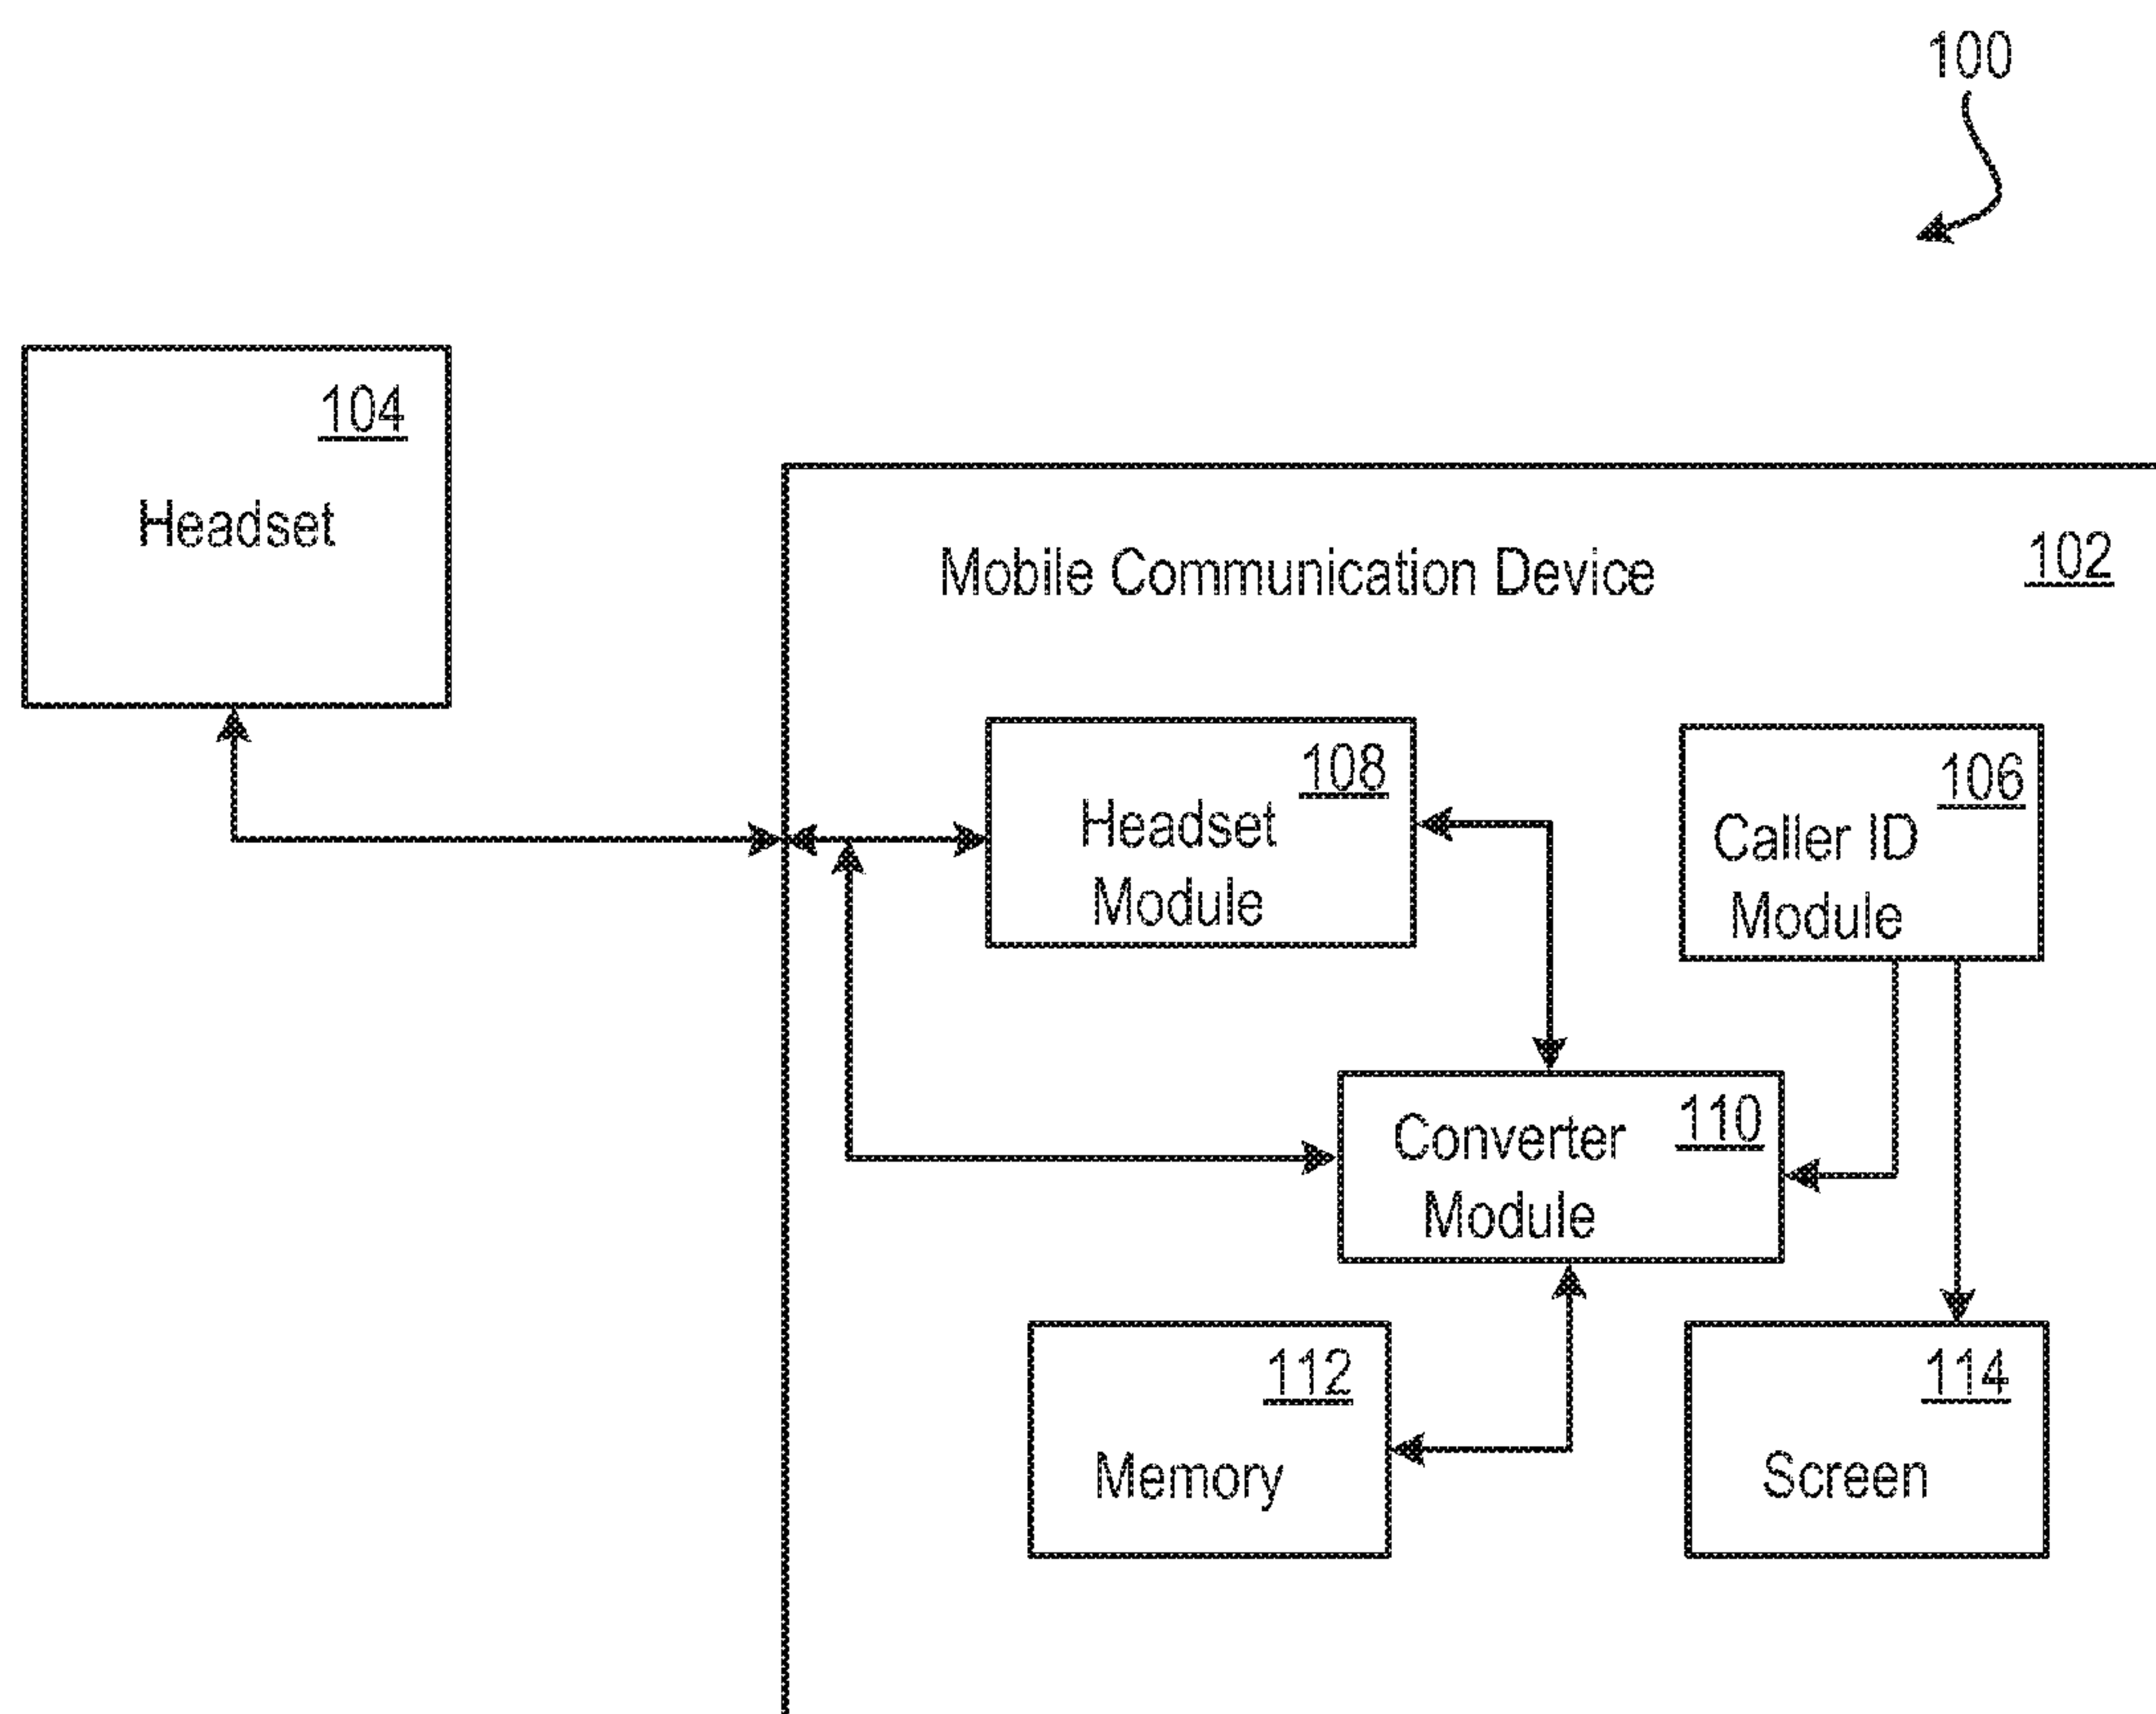 100
104
Headset
Mobile Communication Device
102
108
Headset
Module
106
Caller ID
Module
110
Converter
Module
112
Memory
114
Screen